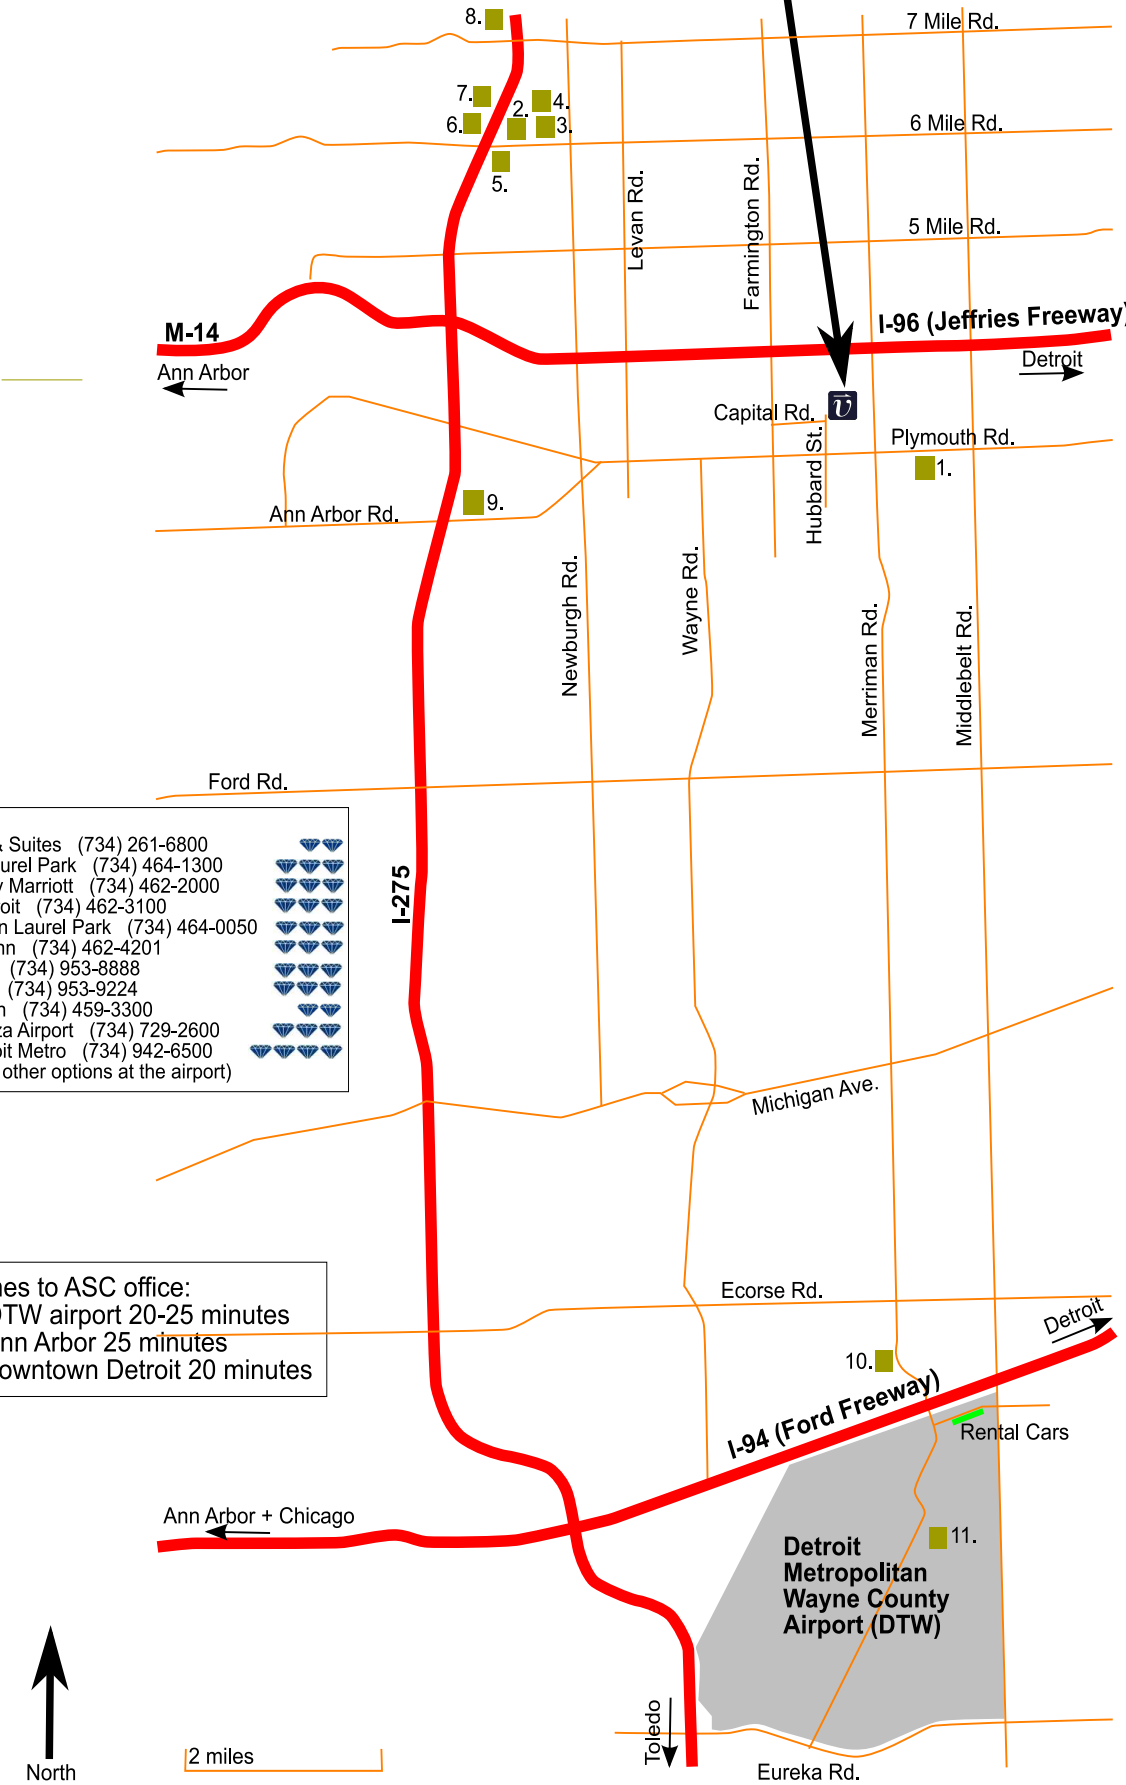 8.
7 Mile Rd.
7.
4.
2.
6.
3.
6 Mile Rd.
5.
Levan Rd.
Farmington Rd.
5 Mile Rd.
M-14
I-96 (Jeffries Freeway)
Ann Arbor
Detroit
Capital Rd.
Hubbard St.
Plymouth Rd.
1.
9.
Ann Arbor Rd.
Newburgh Rd.
Wayne Rd.
Merriman Rd.
Middlebelt Rd.
Ford Rd.
& Suites (734) 261-6800
urel Park (734) 464-1300
y Marriott (734) 462-2000
oit (734) 462-3100
n Laurel Park (734) 464-0050
nn (734) 462-4201
(734) 953-8888
(734) 953-9224
n (734) 459-3300
za Airport (734) 729-2600
oit Metro (734) 942-6500
other options at the airport)
I-275
Michigan Ave.
nes to ASC office:
DTW airport 20-25 minutes
nn Arbor 25 minutes
owntown Detroit 20 minutes
Ecorse Rd.
Detroit
10.
I-94 (Ford Freeway)
Rental Cars
Ann Arbor + Chicago
11.
Detroit
Metropolitan
Wayne County
Airport (DTW)
Toledo
2 miles
North
Eureka Rd.